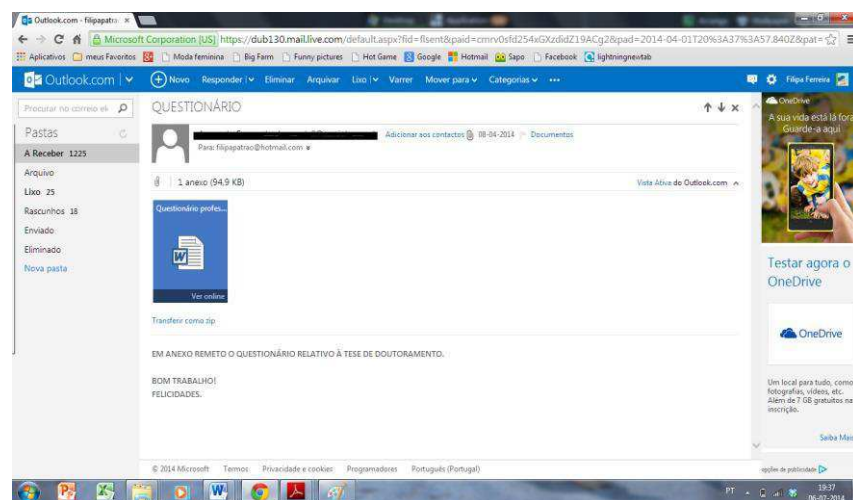 Outlook.com - filipapatra
Microsoft Corporation [US] https://dub130.mail.live.com/default.aspx?fid=flsent&paid=cmrv0sfd254xGXzdidZ19ACg2&pad=2014-04-01T20%3A37%3A57.840Z&pat=
Aplicativos meus Favoritos Moda feminina Big Farm Funny pictures Hot Game Google Hotmail Sapo Facebook lightningnewtab
Outlook.com Novo Responder Eliminar Arquivar Lixo Varrer Mover para Categorias ••• Filipa Ferreira
Procurar no correio ele
QUESTIONÁRIO
Pastas
Adicionar aos contactos 08-04-2014 Documentos
Para: filipapatrao@hotmail.com
A Receber 1225
Arquivo
Lixo 25
Rascunhos 18
Enviado
Eliminado
Nova pasta
1 anexo (94,9 KB)
Vista Ativa do Outlook.com
Questionário profes...
Ver online
Transferir como zip
EM ANEXO REMETO O QUESTIONÁRIO RELATIVO À TESE DE DOUTORAMENTO.
BOM TRABALHO!
FELICIDADES.
OneDrive
A sua vida está lá fora
Guarde-a aqui
Testar agora o
OneDrive
OneDrive
Um local para tudo, como
fotografias, vídeos, etc.
Além de 7 GB gratuitos na
inscrição.
Saiba Mais
opções de publicidade
© 2014 Microsoft Termos Privacidade e cookies Programadores Português (Portugal)
PT
19:37
06-07-2014